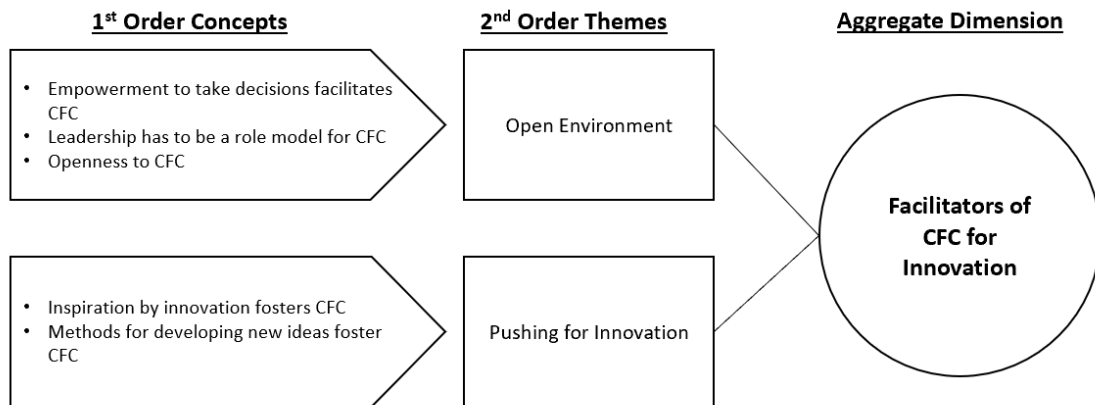 1st Order Concepts
2nd Order Themes
Aggregate Dimension
• Empowerment to take decisions facilitates
CFC
• Leadership has to be a role model for CFC
• Openness to CFC
Open Environment
Facilitators of
CFC for
Innovation
• Inspiration by innovation fosters CFC
• Methods for developing new ideas foster
CFC
Pushing for Innovation